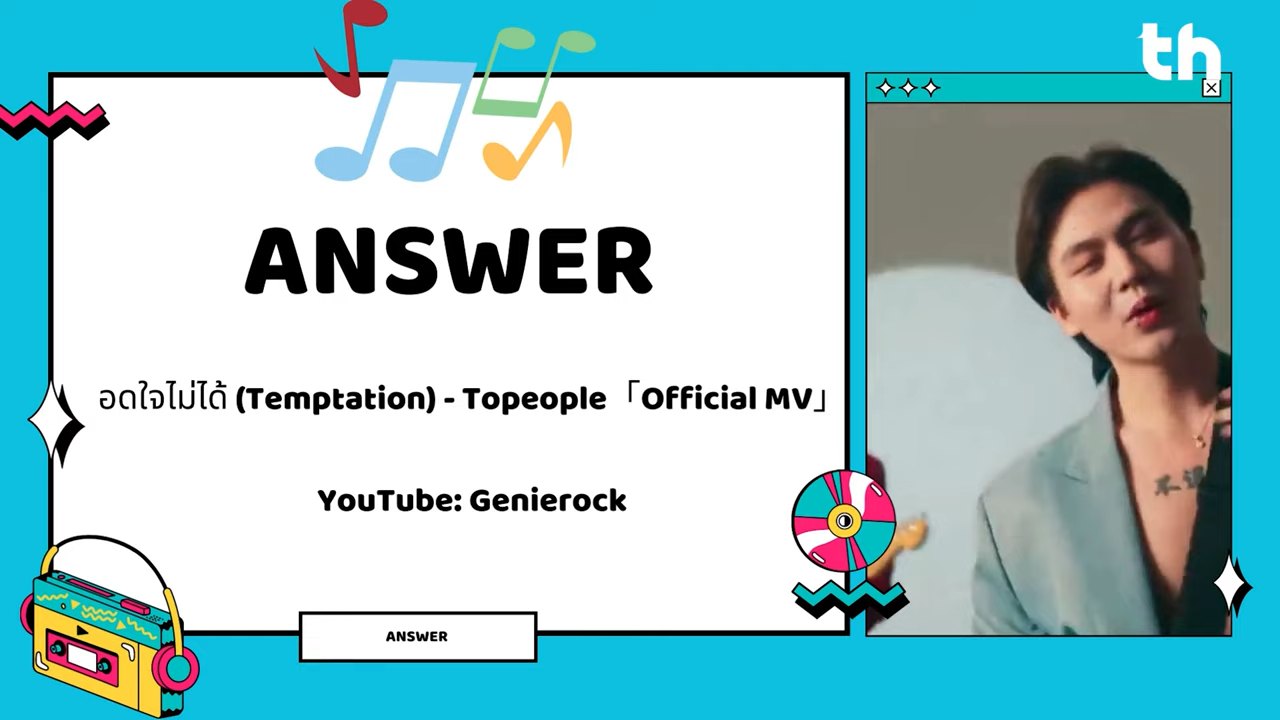 th
ANSWER
อดใจไม่ได้ (Temptation) - Topeople「Official MV」
YouTube: Genierock
ANSWER